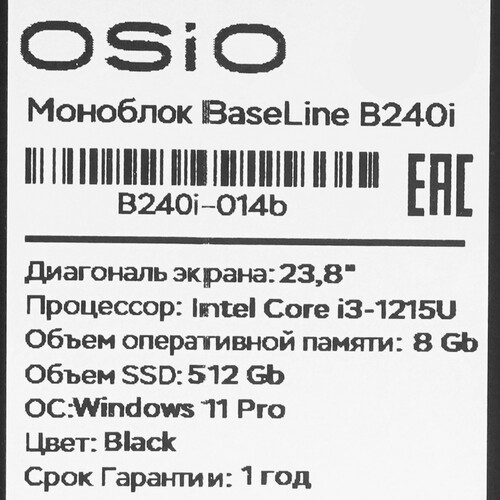 OSiO
Моноблок BaseLine B240i
B240i-014b
EAC
Диагональ экрана: 23,8"
Процессор: Intel Core i3-1215U
Объем оперативной памяти: 8 Gb
Объем SSD: 512 Gb
ОС:Windows 11 Pro
Цвет: Black
Срок Гарантии: 1 год